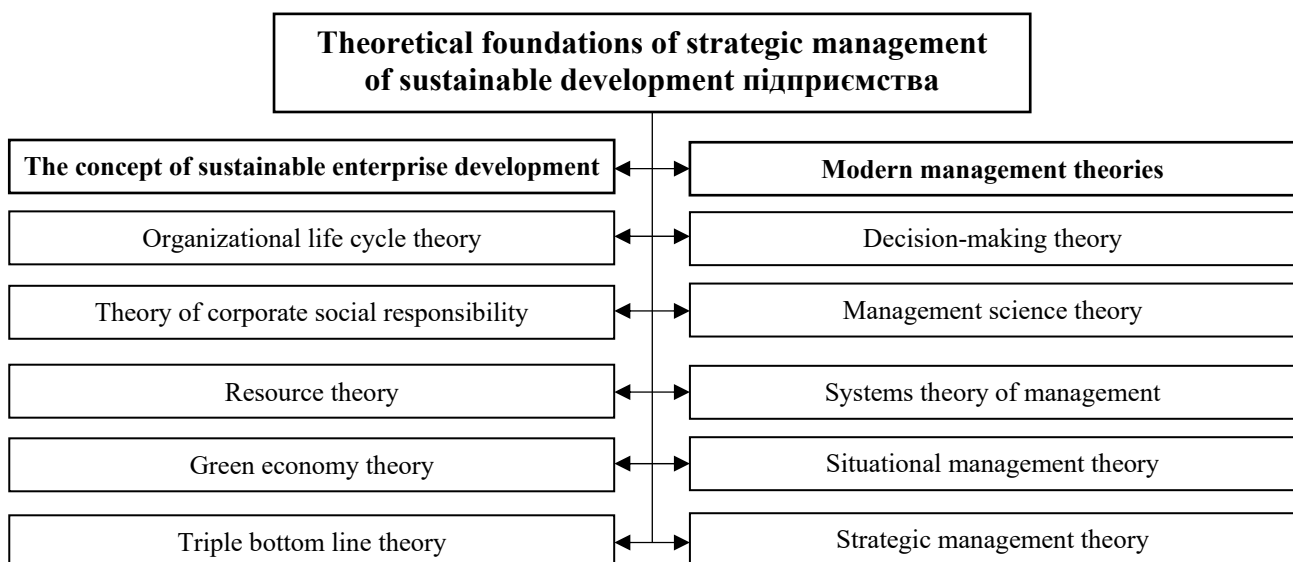 Theoretical foundations of strategic management
of sustainable development підприємства
The concept of sustainable enterprise development
Modern management theories
Organizational life cycle theory
Decision-making theory
Theory of corporate social responsibility
Management science theory
Resource theory
Systems theory of management
Green economy theory
Situational management theory
Triple bottom line theory
Strategic management theory